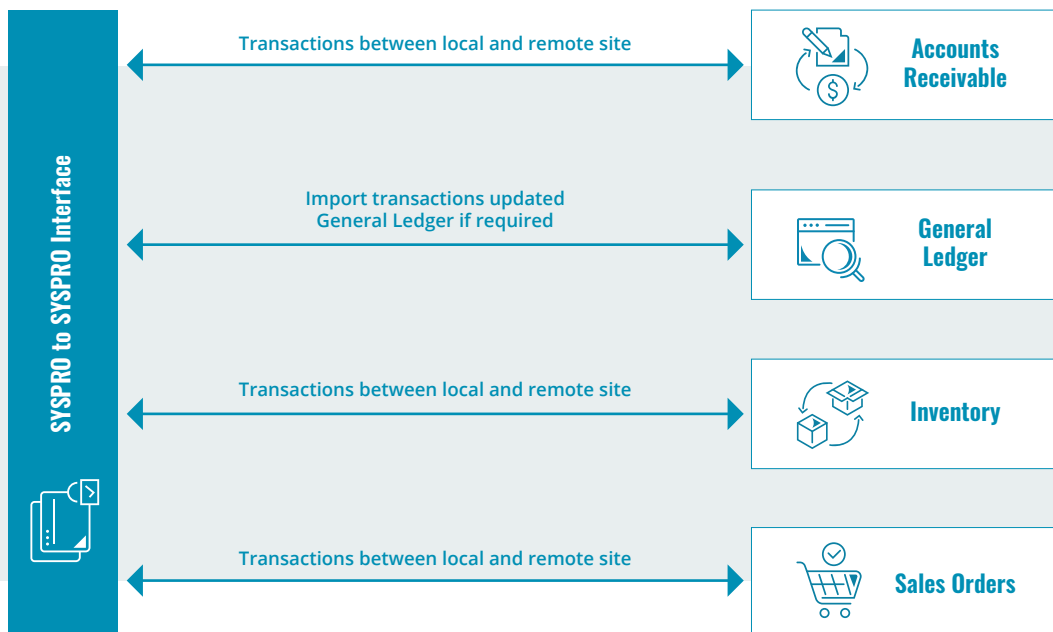 SYSPRO to SYSPRO Interface
Transactions between local and remote site
Accounts
Receivable
Import transactions updated
General Ledger if required
General
Ledger
Transactions between local and remote site
Inventory
Transactions between local and remote site
Sales Orders